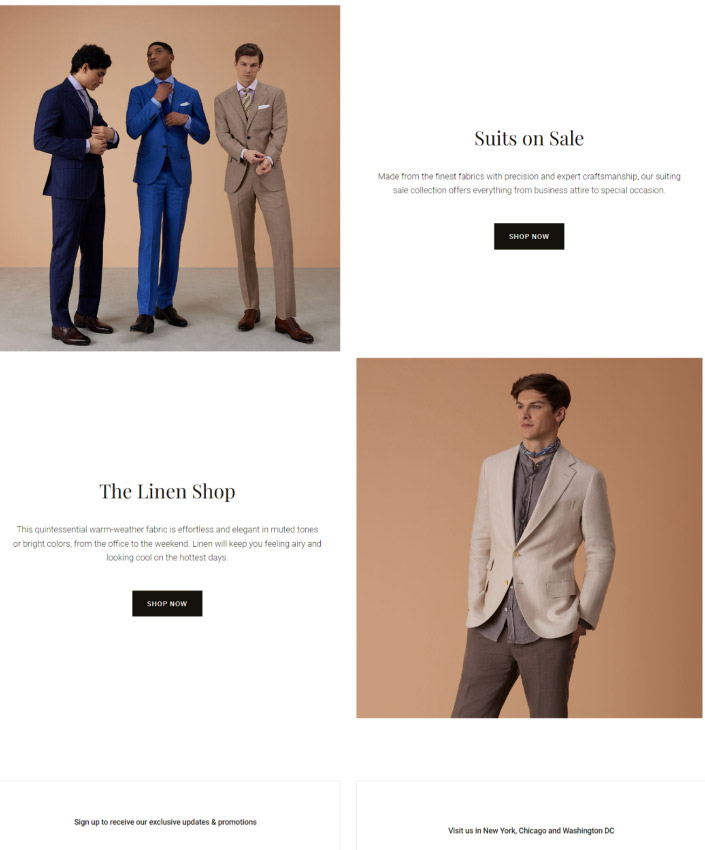 Suits on Sale
Made from the finest fabrics with precision and expert craftsmanship, our suiting
sale collection offers everything from business attire to special occasion.
SHOP NOW
The Linen Shop
This quintessential warm-weather fabric is effortless and elegant in muted tones
or bright colors, from the office to the weekend. Linen will keep you feeling airy and
looking cool on the hottest days.
SHOP NOW
Sign up to receive our exclusive updates & promotions
Visit us in New York, Chicago and Washington DC